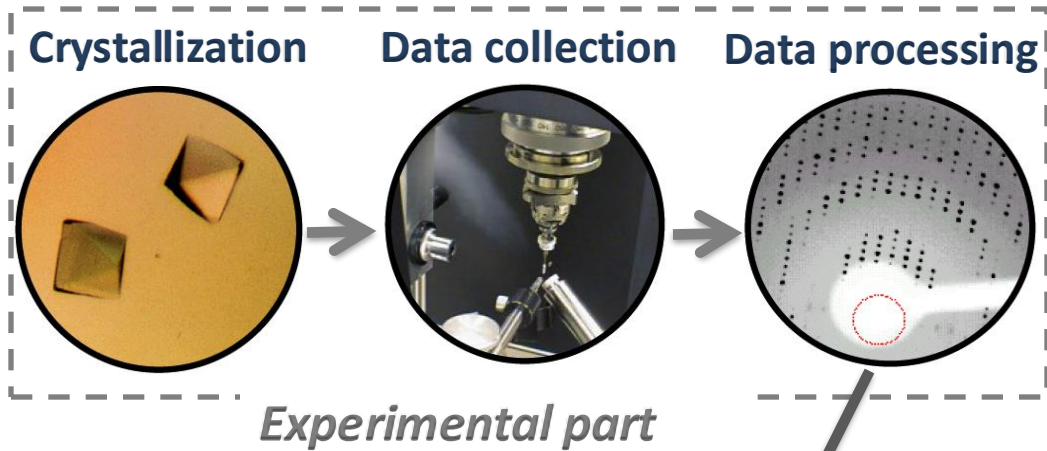 Crystallization
Data collection
Data processing
Experimental part